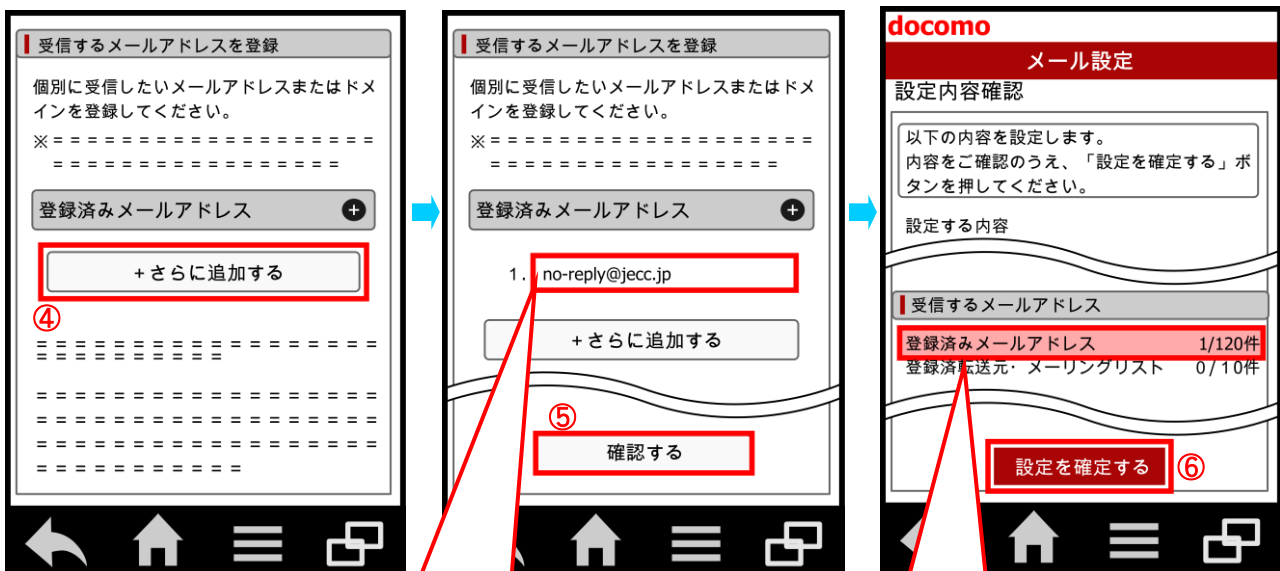 受信するメールアドレスを登録
個別に受信したいメールアドレスまたはドメ
インを登録してください。
※＝＝＝＝＝＝＝＝＝＝＝＝＝＝＝＝＝＝＝
＝＝＝＝＝＝＝＝＝＝＝＝＝＝＝＝＝
登録済みメールアドレス
+さらに追加する
④
＝＝＝＝＝＝＝＝＝＝＝＝＝＝＝＝＝＝
＝＝＝＝＝＝＝＝＝＝
＝＝＝＝＝＝＝＝＝＝＝＝＝＝＝＝＝＝
＝＝＝＝＝＝＝＝＝＝＝＝＝＝＝＝＝＝
＝＝＝＝＝＝＝＝＝＝＝＝＝＝＝＝＝＝
＝＝＝＝＝＝＝＝＝＝＝
受信するメールアドレスを登録
個別に受信したいメールアドレスまたはドメ
インを登録してください。
※＝＝＝＝＝＝＝＝＝＝＝＝＝＝＝＝＝＝＝
＝＝＝＝＝＝＝＝＝＝＝＝＝＝＝＝＝
登録済みメールアドレス
1. no-reply@jecc.jp
+さらに追加する
⑤
確認する
docomo
メール設定
設定内容確認
以下の内容を設定します。
内容をご確認のうえ、「設定を確定する」ボ
タンを押してください。
設定する内容
受信するメールアドレス
登録済みメールアドレス 1/120件
登録済転送元･ メーリングリスト 0/10件
設定を確定する ⑥